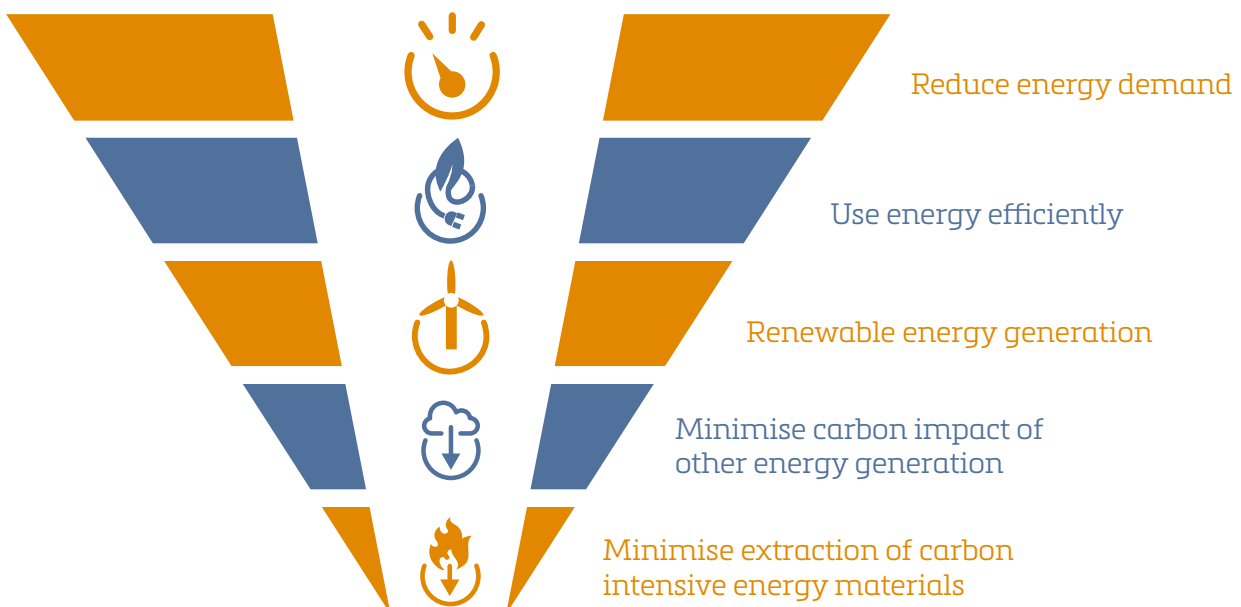 Reduce energy demand
Use energy efficiently
Renewable energy generation
Minimise carbon impact of
other energy generation
Minimise extraction of carbon
intensive energy materials